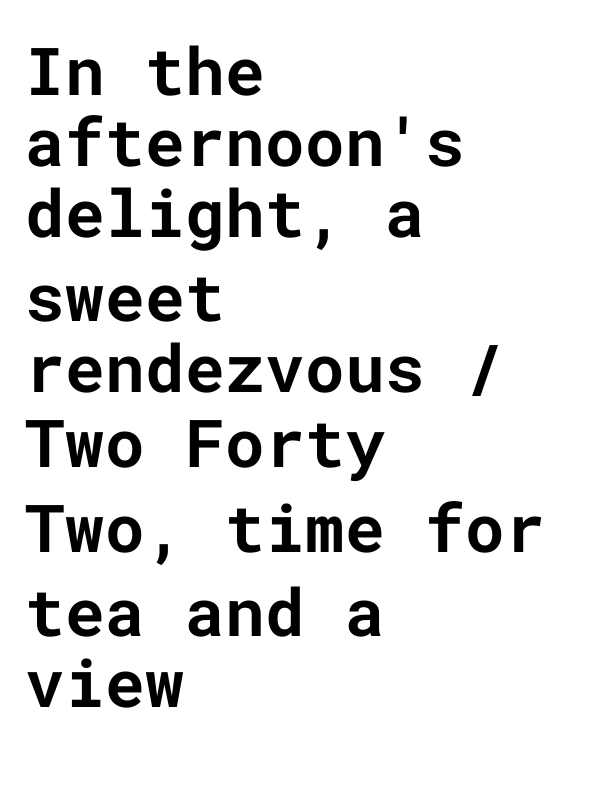 In the
afternoon's
delight, a
sweet
rendezvous /
Two Forty
Two, time for
tea and a
view